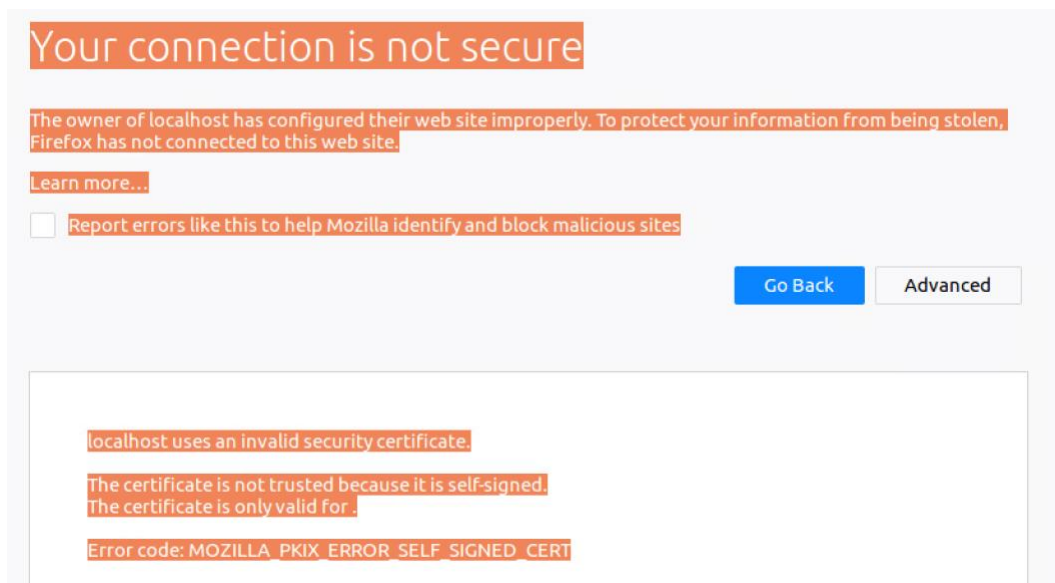 Your connection is not secure
The owner of localhost has configured their web site improperly. To protect your information from being stolen,
Firefox has not connected to this web site.
Learn more…
Report errors like this to help Mozilla identify and block malicious sites
Go Back Advanced
localhost uses an invalid security certificate.
The certificate is not trusted because it is self-signed.
The certificate is only valid for .
Error code: MOZILLA_PKIX_ERROR_SELF_SIGNED_CERT